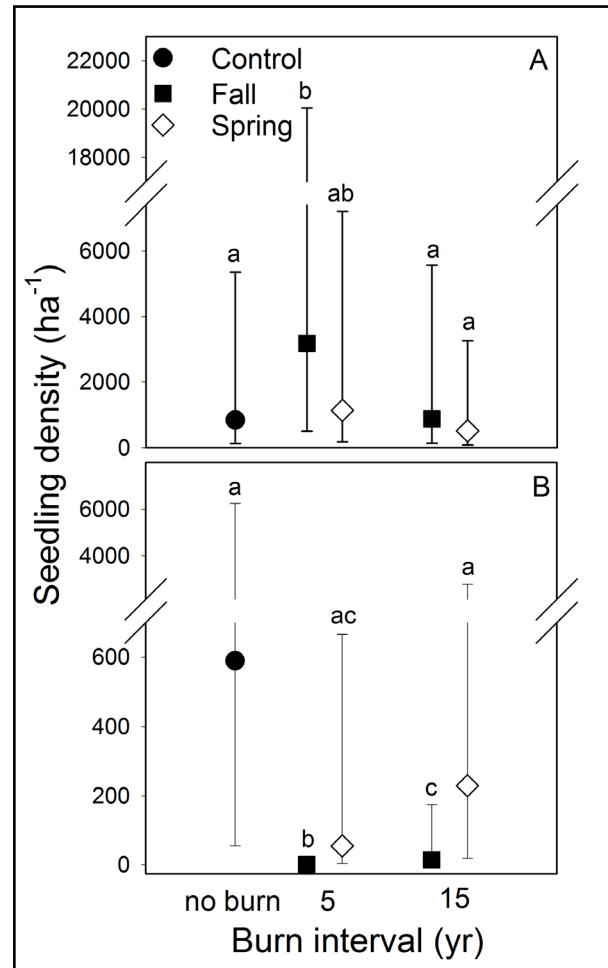 A
Control
Fall
Spring
22000
20000
18000
6000
4000
2000
0
a
b
ab
a
a
Seedling density (ha⁻¹)
B
6000
4000
600
400
200
0
a
b
ac
c
a
no burn 5 15
Burn interval (yr)